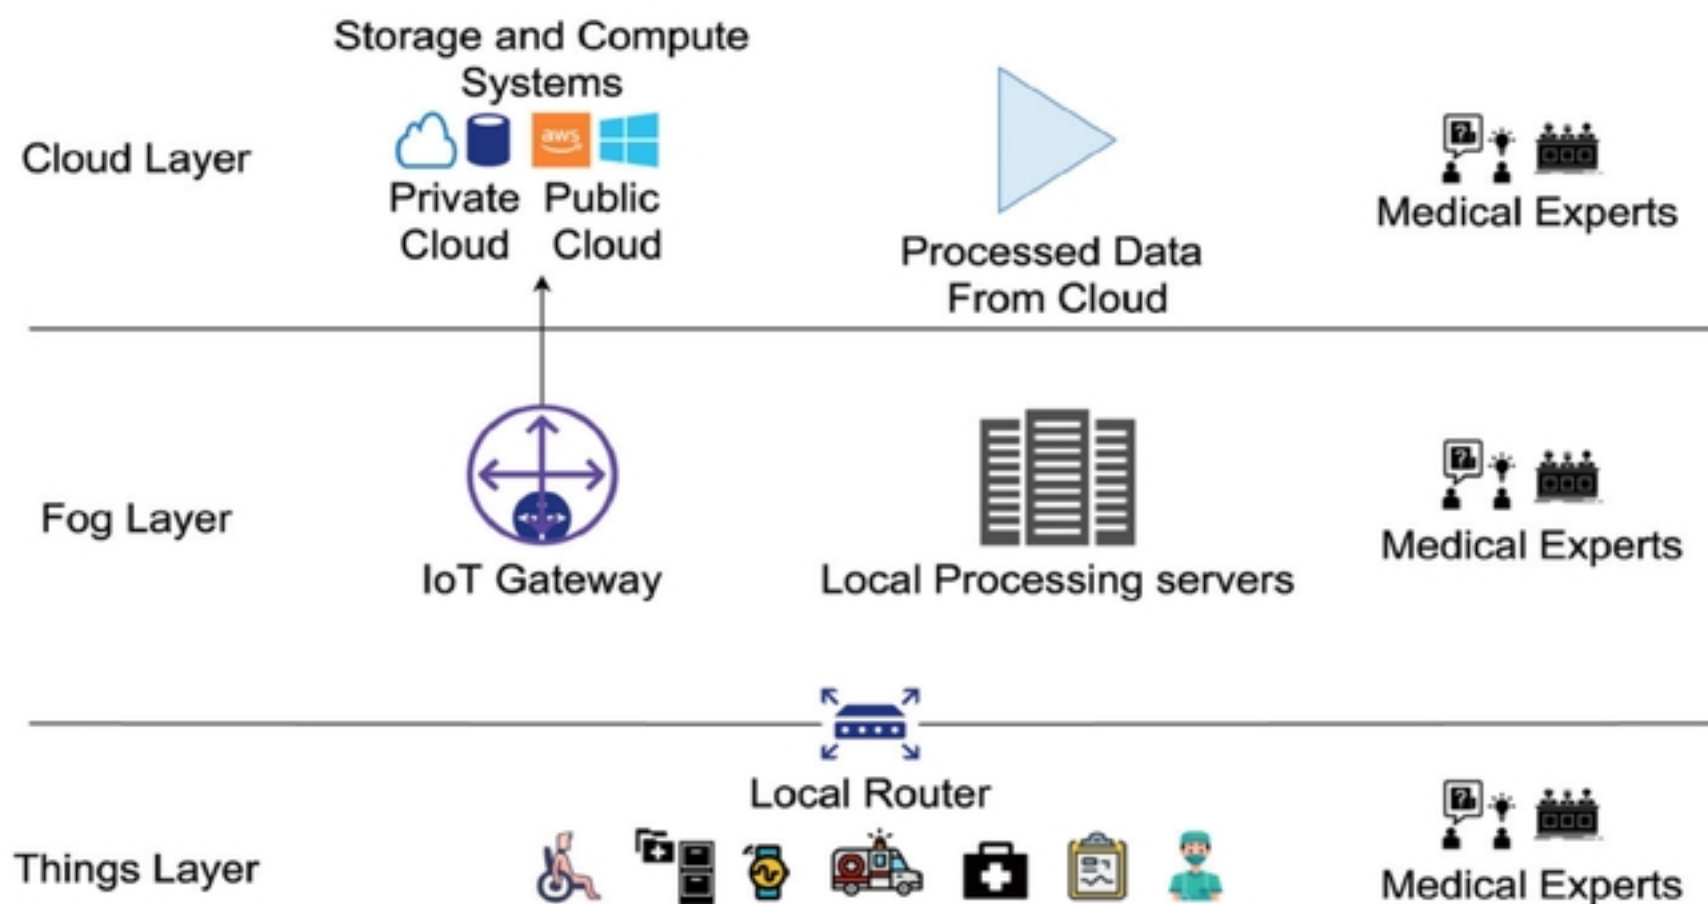 Storage and Compute
Systems
aws
Private Public
Cloud Cloud
Cloud Layer
Processed Data
From Cloud
Medical Experts
Fog Layer
IoT Gateway
Local Processing servers
Medical Experts
Local Router
Things Layer
Medical Experts